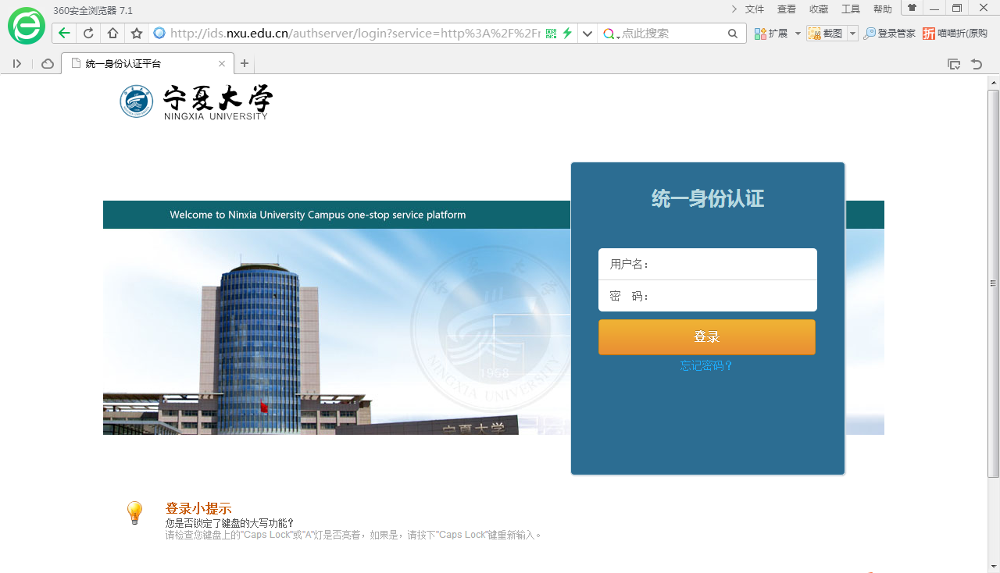 360安全浏览器 7.1
文件 查看 收藏 工具 帮助
http://ids.nxu.edu.cn/authserver/login?service=http%3A%2F%2Fr
点此搜索
扩展 截图 登录管家 折 喵喵折(原购
统一身份认证平台
宁夏大学
NINGXIA UNIVERSITY
统一身份认证
Welcome to Ninxia University Campus one-stop service platform
用户名：
密 码：
登录
忘记密码？
1958
NINGXIA UNIVERSITY
宁夏大学
登录小提示
您是否锁定了键盘的大写功能？
请检查您键盘上的"Caps Lock"或"A"灯是否亮着，如果是，请按下"Caps Lock"键重新输入。